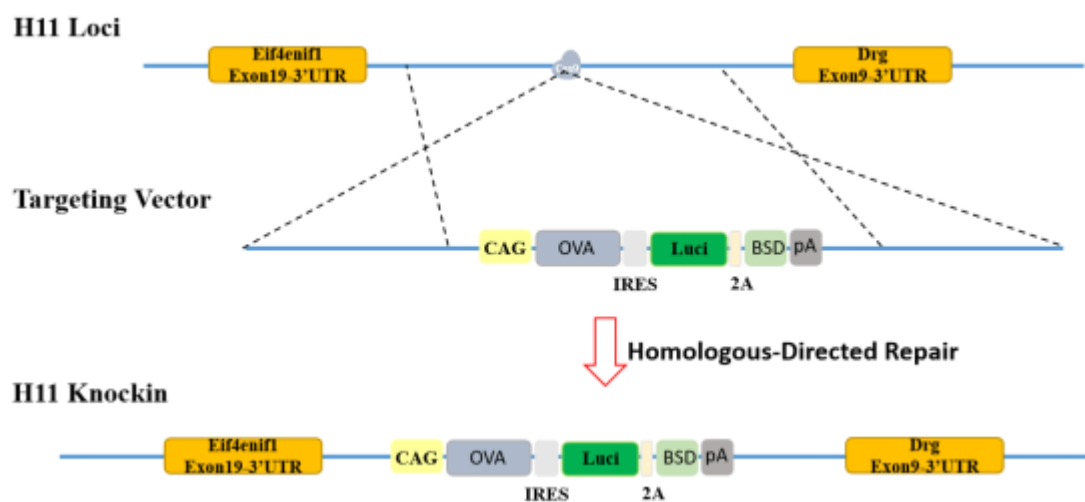 H11 Loci
Eif4enif1
Exon19-3'UTR
Drg
Exon9-3'UTR
Targeting Vector
CAG
OVA
Luci
BSD
pA
IRES
2A
Homologous-Directed Repair
H11 Knockin
Eif4enif1
Exon19-3'UTR
CAG
OVA
Luci
BSD
pA
Drg
Exon9-3'UTR
IRES
2A